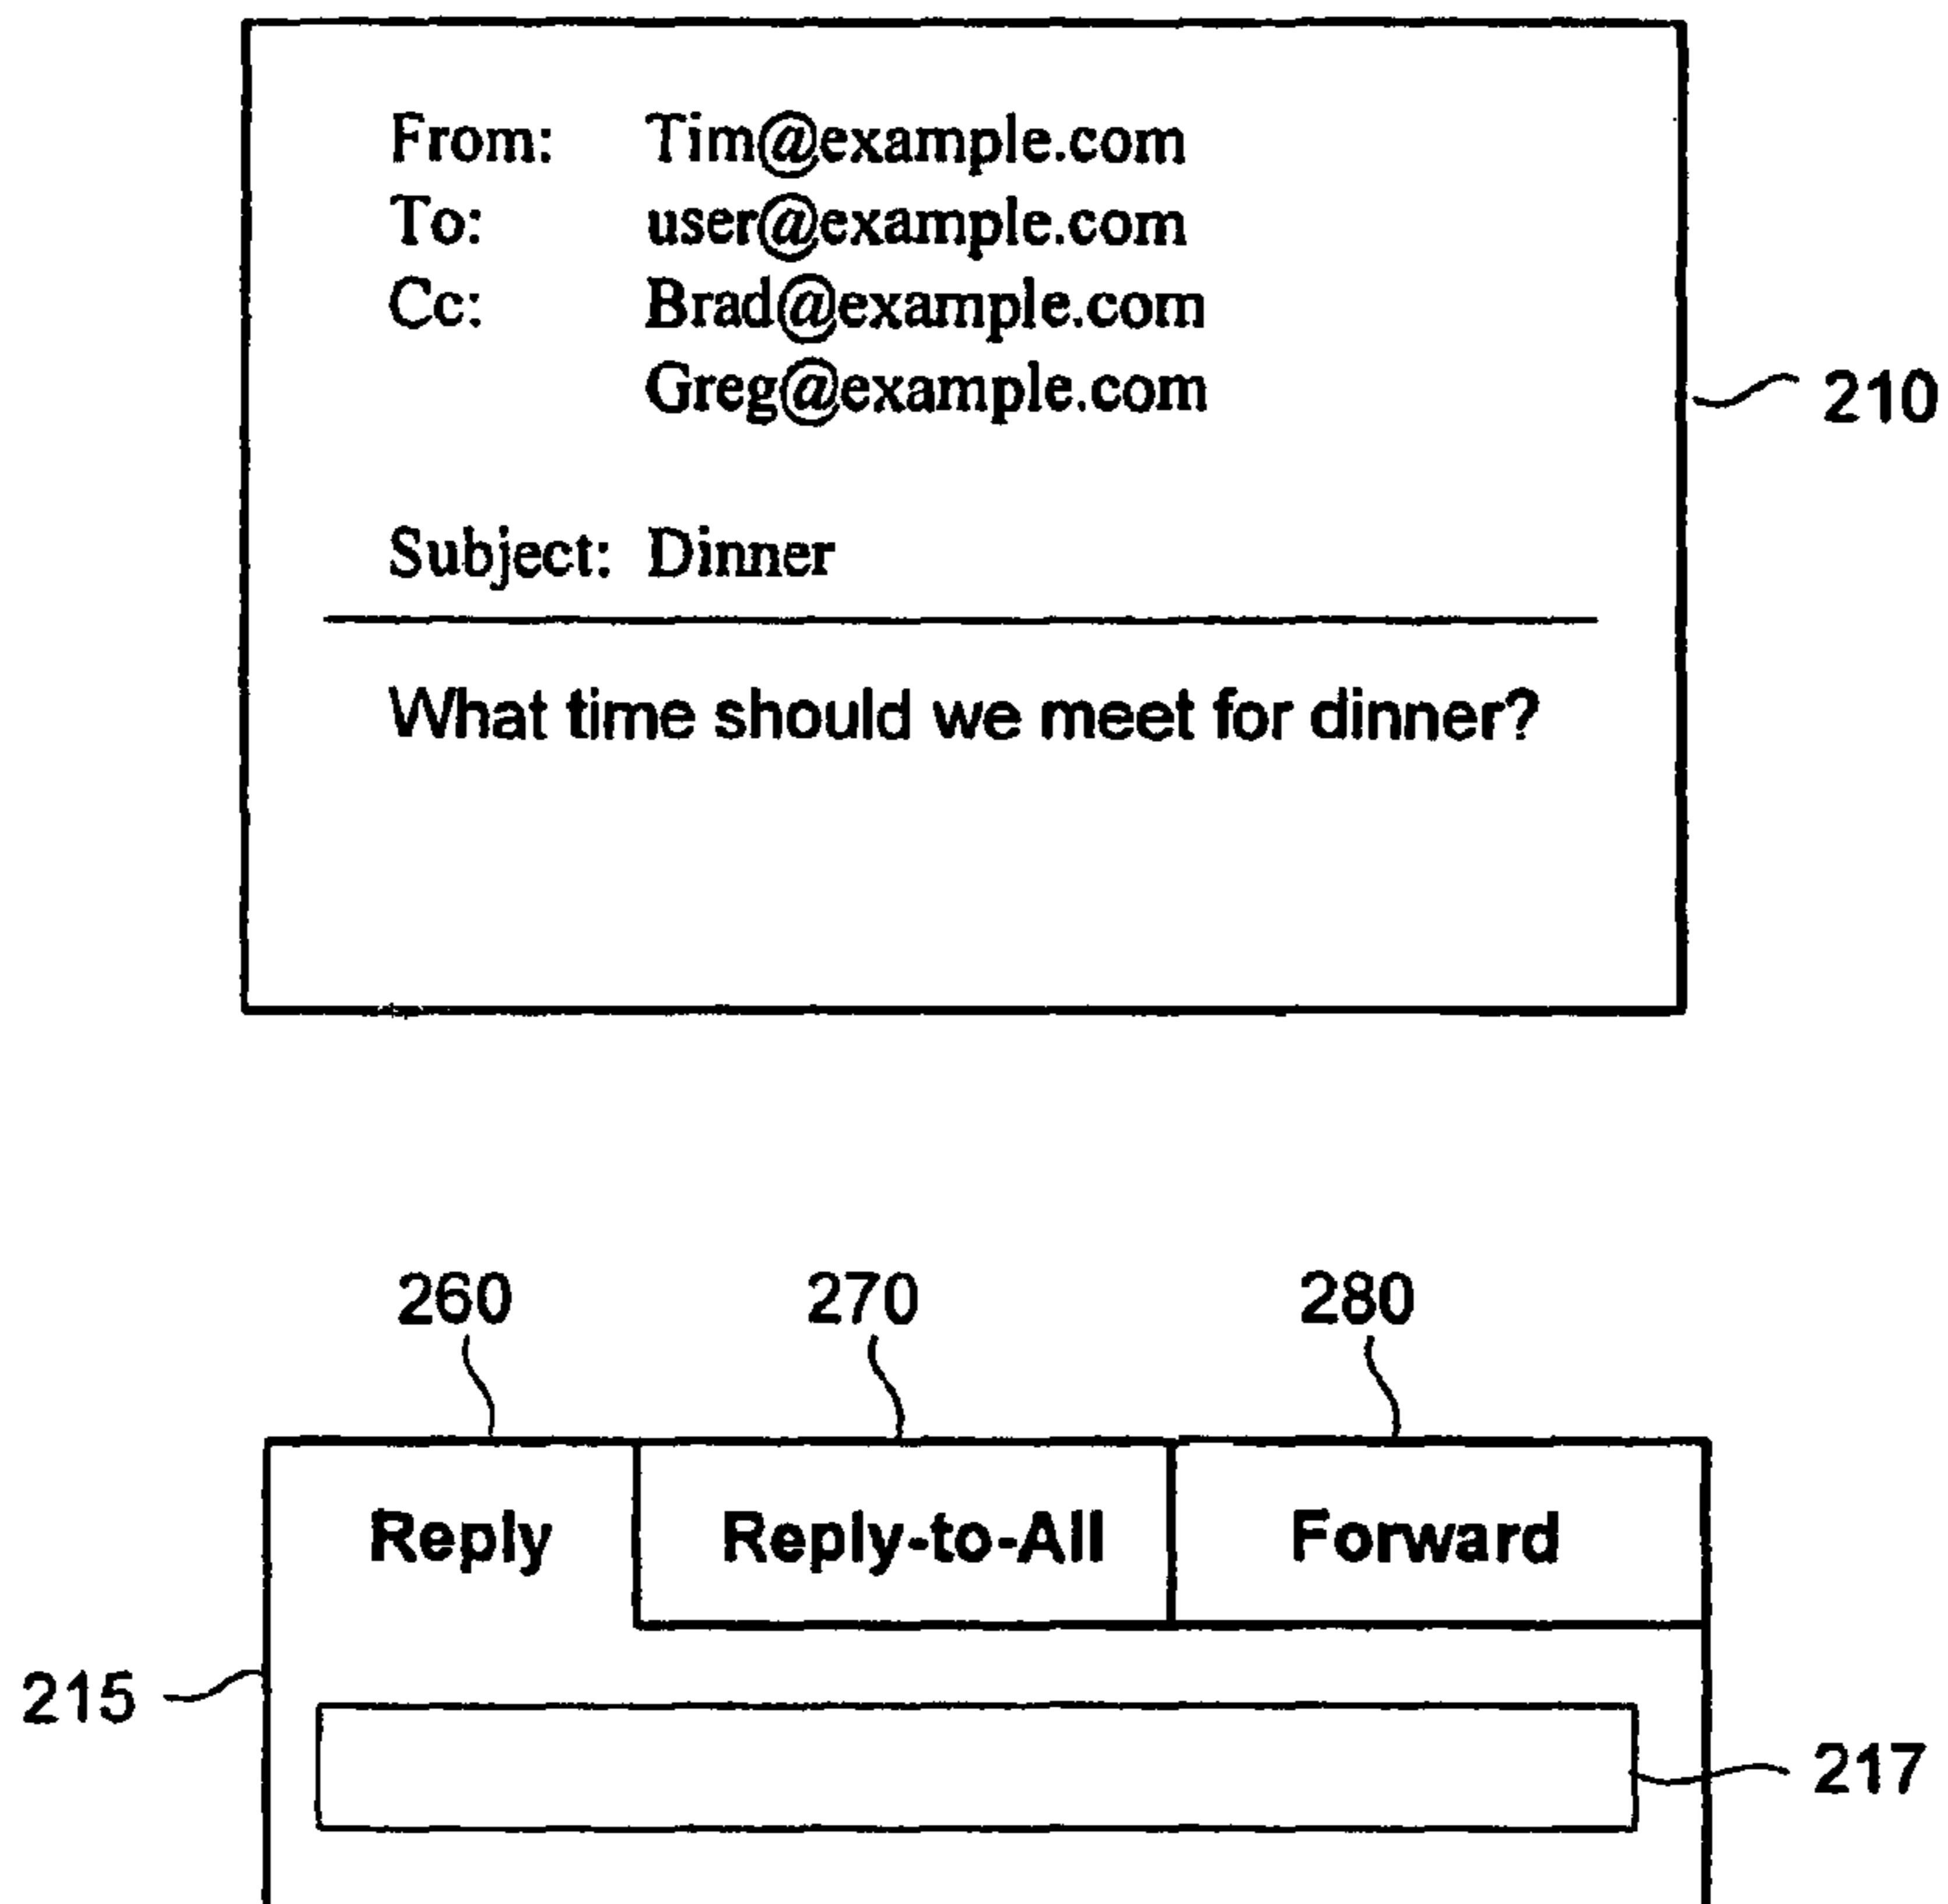 From: Tim@example.com
To: user@example.com
Cc: Brad@example.com
Greg@example.com
210
Subject: Dinner
What time should we meet for dinner?
260 270 280
Reply Reply-to-All Forward
215
217